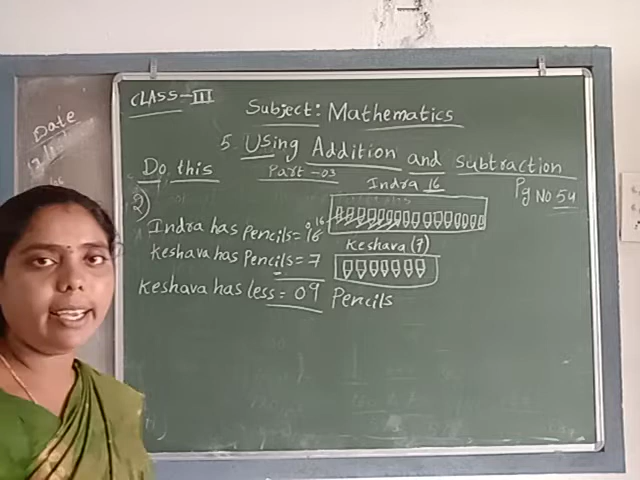 CLASS-III
Subject: Mathematics
Date
5. Using Addition and subtraction
Do this
Part-03
Pg No 54
2)
Indra 16
Indra has pencils = 16
Keshava (7)
Keshava has pencils = 7
Keshava has less = 09 Pencils